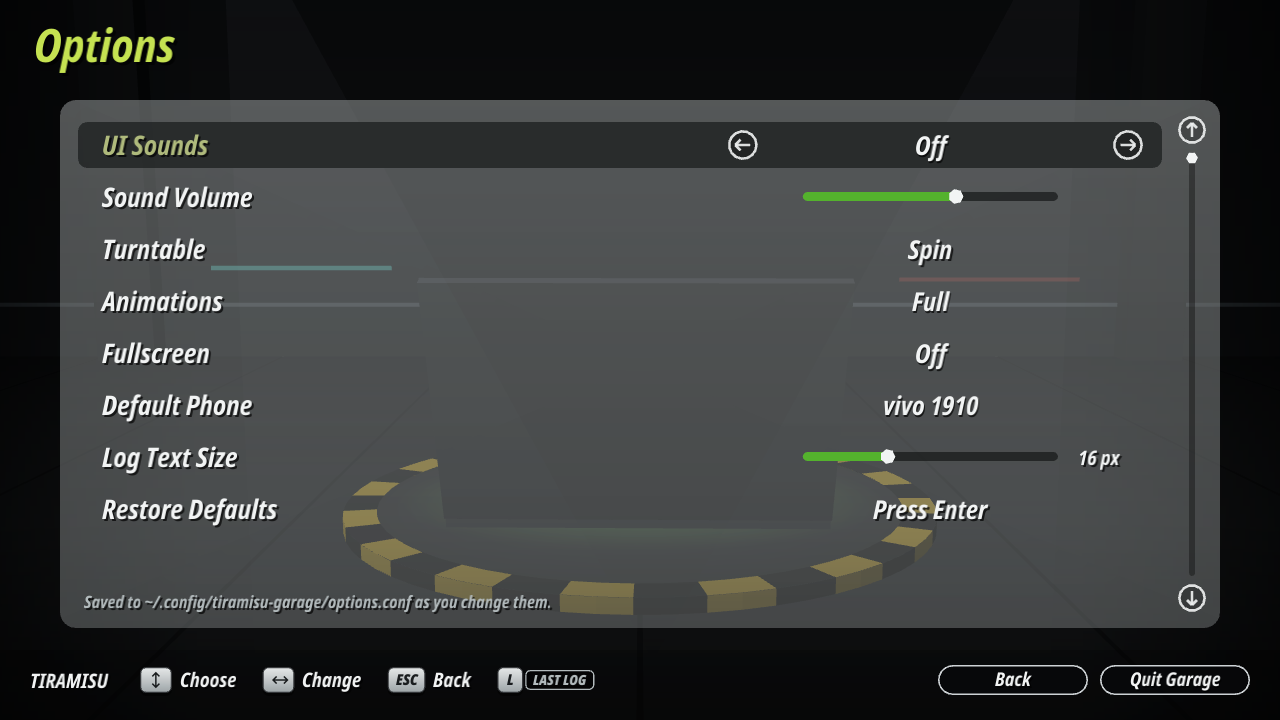 Options
UI Sounds Off
Sound Volume
Turntable Spin
Animations Full
Fullscreen Off
Default Phone vivo 1910
Log Text Size 16 px
Restore Defaults Press Enter
Saved to ~/.config/tiramisu-garage/options.conf as you change them.
TIRAMISU Choose Change ESC Back L LAST LOG Back Quit Garage